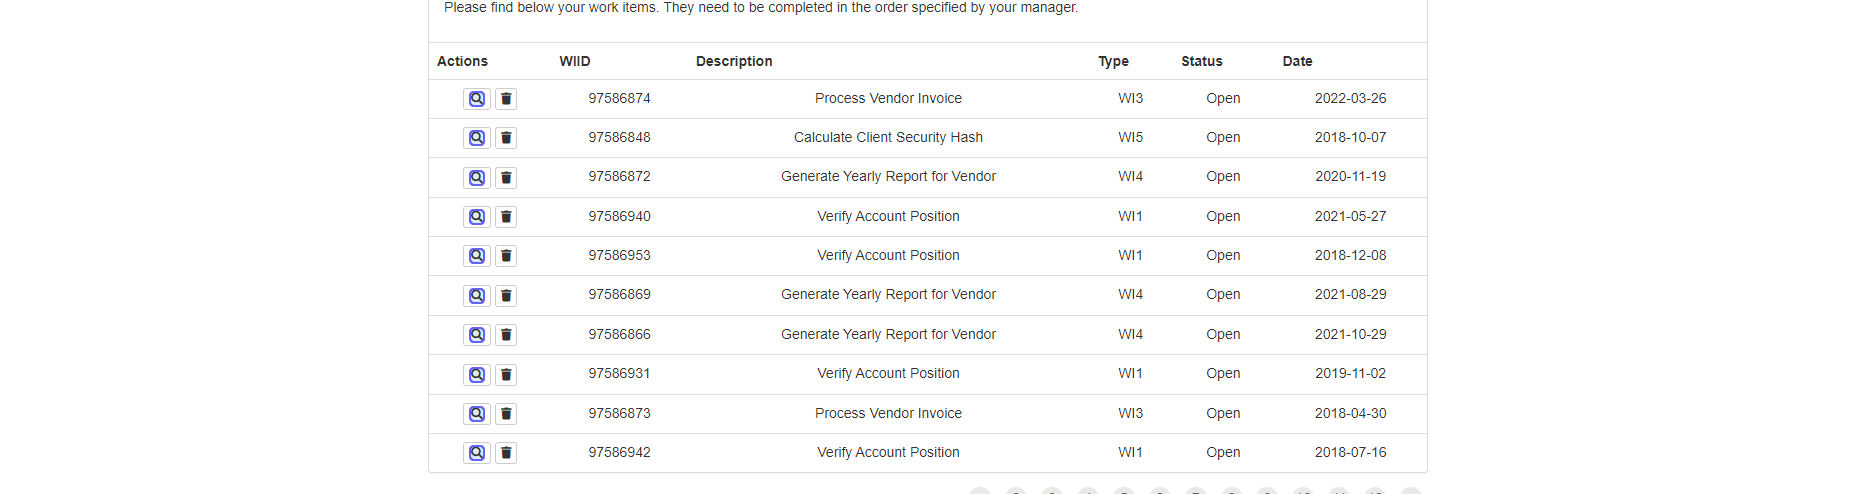 Please find below your work items. They need to be completed in the order specified by your manager.
Actions WIID Description Type Status Date
97586874 Process Vendor Invoice WI3 Open 2022-03-26
97586848 Calculate Client Security Hash WI5 Open 2018-10-07
97586872 Generate Yearly Report for Vendor WI4 Open 2020-11-19
97586940 Verify Account Position WI1 Open 2021-05-27
97586953 Verify Account Position WI1 Open 2018-12-08
97586869 Generate Yearly Report for Vendor WI4 Open 2021-08-29
97586866 Generate Yearly Report for Vendor WI4 Open 2021-10-29
97586931 Verify Account Position WI1 Open 2019-11-02
97586873 Process Vendor Invoice WI3 Open 2018-04-30
97586942 Verify Account Position WI1 Open 2018-07-16